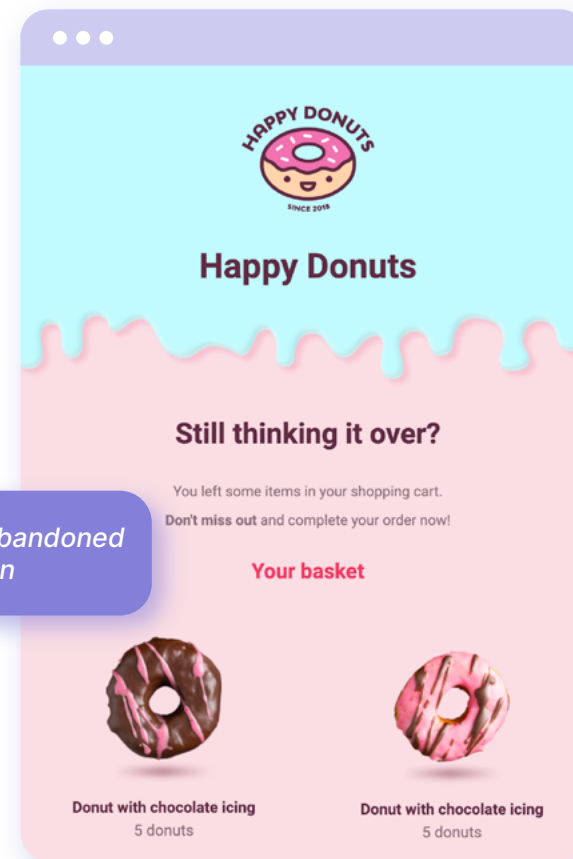 HAPPY DONUTS
SINCE 2018
Happy Donuts
Still thinking it over?
You left some items in your shopping cart.
Don't miss out and complete your order now!
bandoned
n
Your basket
Donut with chocolate icing
Donut with chocolate icing
5 donuts
5 donuts